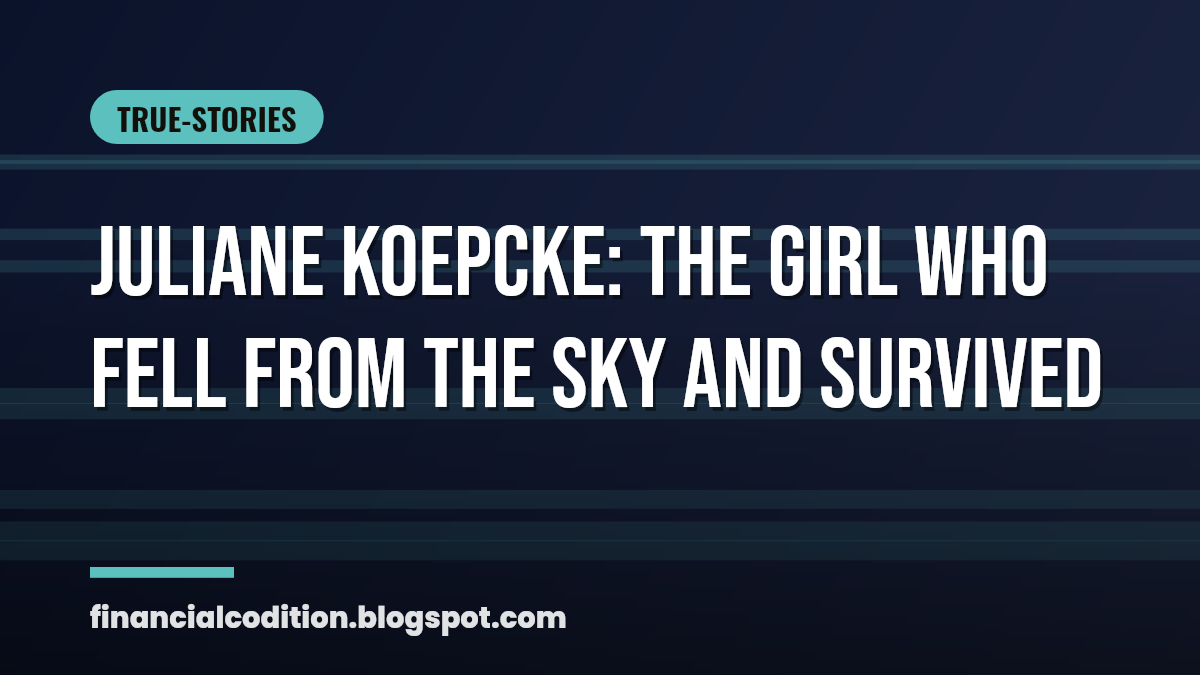 TRUE-STORIES
JULIANE KOEPCKE: THE GIRL WHO
FELL FROM THE SKY AND SURVIVED
financialcodition.blogspot.com